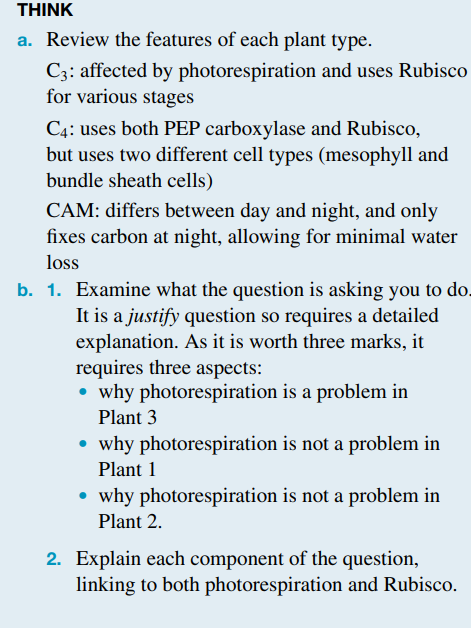 THINK
a. Review the features of each plant type.
C₃: affected by photorespiration and uses Rubisco
for various stages
C₄: uses both PEP carboxylase and Rubisco,
but uses two different cell types (mesophyll and
bundle sheath cells)
CAM: differs between day and night, and only
fixes carbon at night, allowing for minimal water
loss
b. 1. Examine what the question is asking you to do.
It is a justify question so requires a detailed
explanation. As it is worth three marks, it
requires three aspects:
• why photorespiration is a problem in
Plant 3
• why photorespiration is not a problem in
Plant 1
• why photorespiration is not a problem in
Plant 2.
2. Explain each component of the question,
linking to both photorespiration and Rubisco.